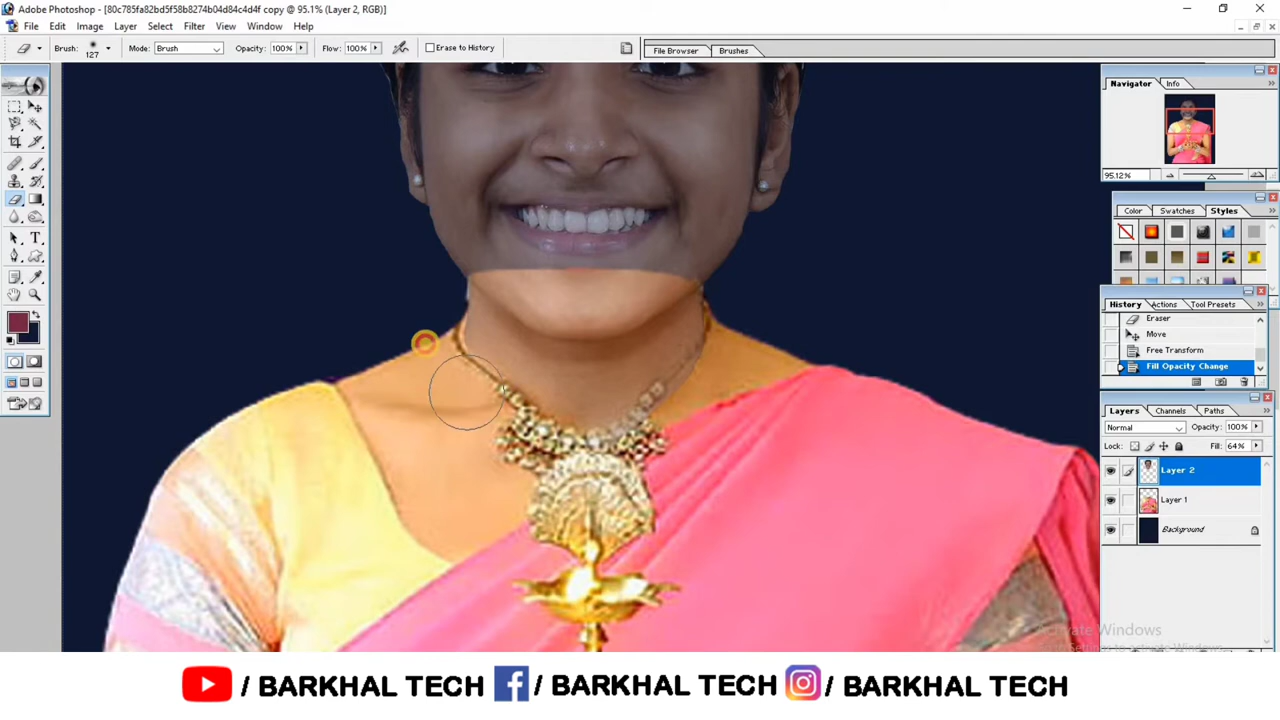 Adobe Photoshop - [80c785fa82bd5f58b8274b04d84c4d4f copy @ 95.1% (Layer 2, RGB)]
File Edit Image Layer Select Filter View Window Help
Brush: 127 Mode: Brush Opacity: 100% Flow: 100% Erase to History File Browser Brushes
Navigator Info
95.12%
Color Swatches Styles
History Actions Tool Presets
Eraser
Move
Free Transform
Fill Opacity Change
Layers Channels Paths
Normal Opacity: 100%
Lock: Fill: 64%
Layer 2
Layer 1
Background
Activate Windows
/ BARKHAL TECH / BARKHAL TECH / BARKHAL TECH